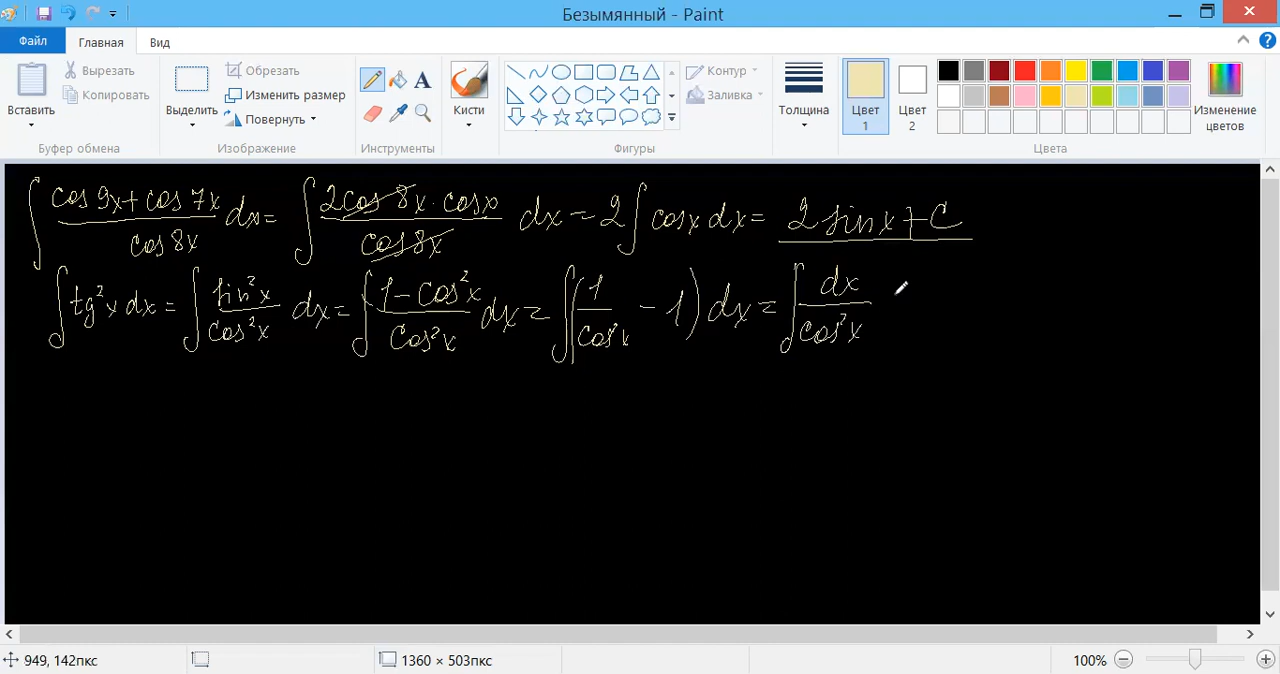 Безымянный - Paint
Файл Главная Вид
Вставить
Вырезать
Копировать
Буфер обмена
Выделить
Обрезать
Изменить размер
Повернуть
Изображение
A
Инструменты
Кисти
Контур
Заливка
Фигуры
Толщина
Цвет 1
Цвет 2
Изменение цветов
Цвета
∫ (cos 9x + cos 7x)/(cos 8x) dx = ∫ (2cos 8x · cos x)/(cos 8x) dx = 2 ∫ cos x dx = 2 sin x + C
∫ tg²x dx = ∫ (sin²x)/(cos²x) dx = ∫ (1 - cos²x)/(cos²x) dx = ∫ (1/(cos²x) - 1) dx = ∫ dx/(cos²x)
949, 142пкс
1360 × 503пкс
100%